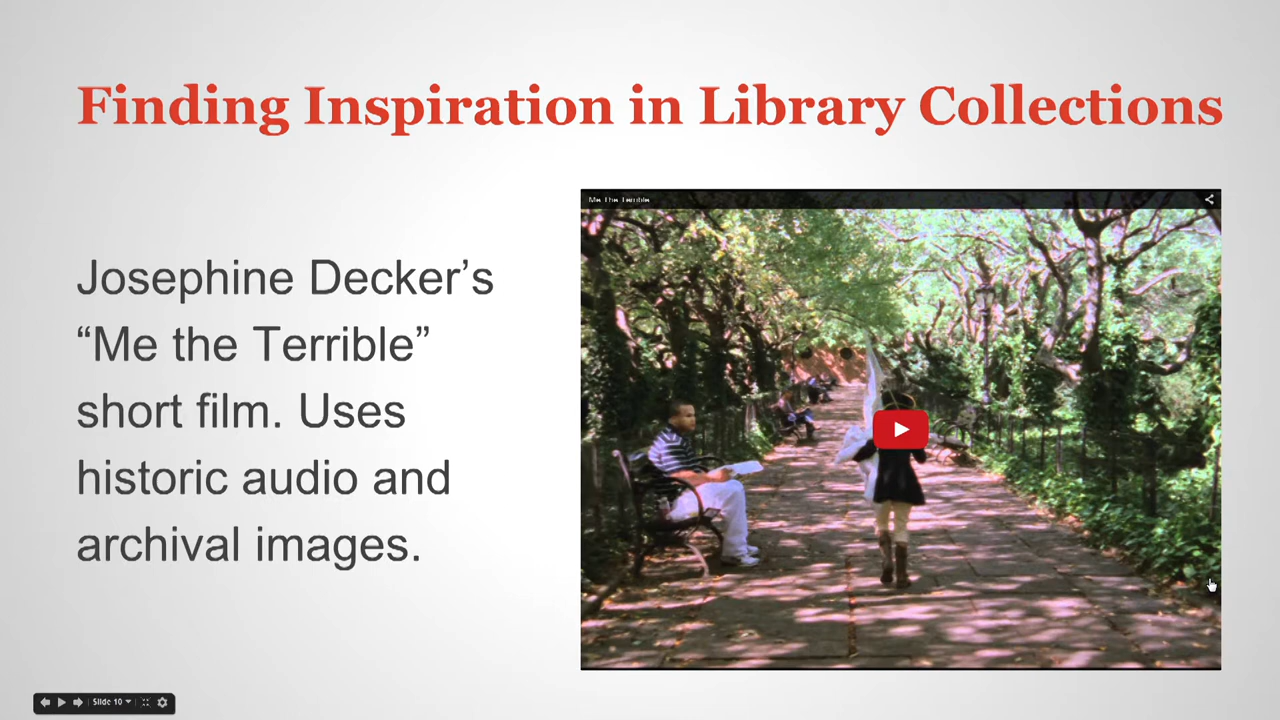 Finding Inspiration in Library Collections
Me The Terrible
Josephine Decker’s
“Me the Terrible”
short film. Uses
historic audio and
archival images.
Slide 10